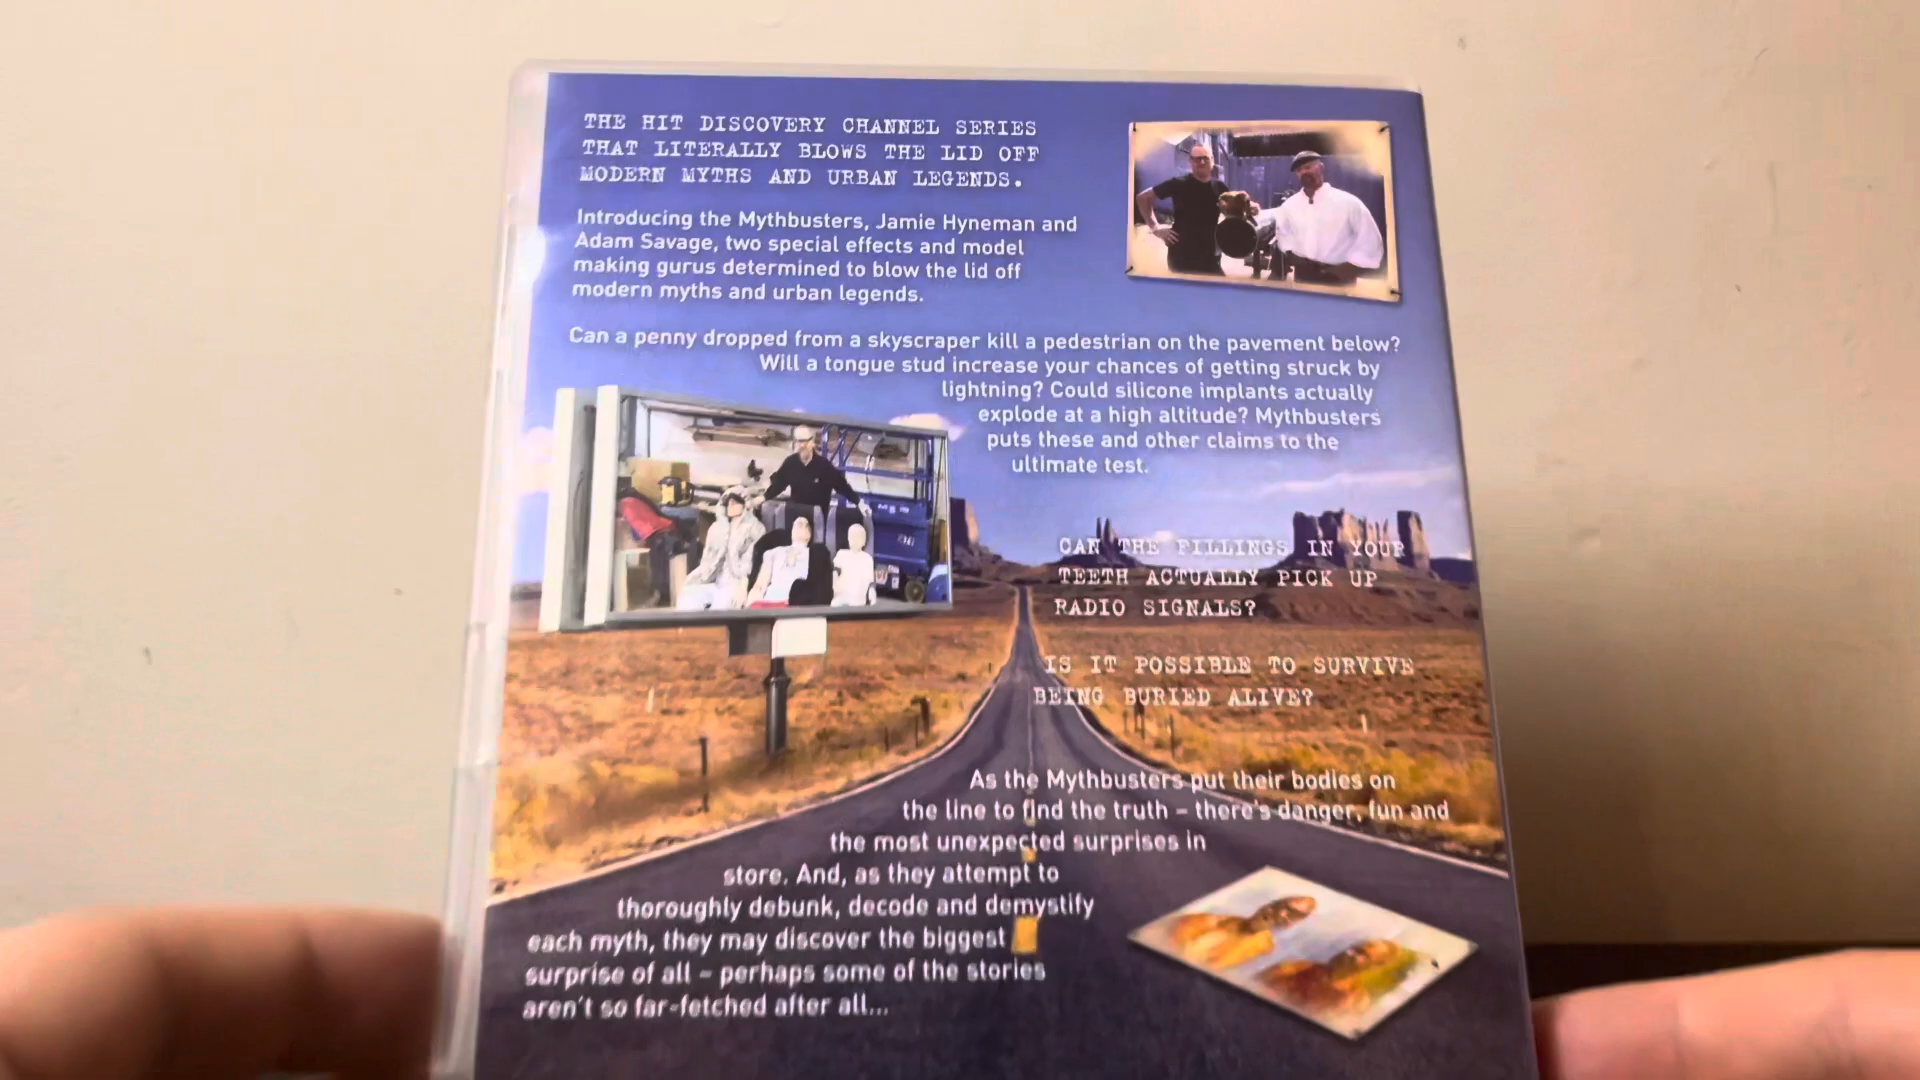 THE HIT DISCOVERY CHANNEL SERIES
THAT LITERALLY BLOWS THE LID OFF
MODERN MYTHS AND URBAN LEGENDS.
Introducing the Mythbusters, Jamie Hyneman and
Adam Savage, two special effects and model
making gurus determined to blow the lid off
modern myths and urban legends.
Can a penny dropped from a skyscraper kill a pedestrian on the pavement below?
Will a tongue stud increase your chances of getting struck by
lightning? Could silicone implants actually
explode at a high altitude? Mythbusters
puts these and other claims to the
ultimate test.
CAN THE FILLINGS IN YOUR
TEETH ACTUALLY PICK UP
RADIO SIGNALS?
IS IT POSSIBLE TO SURVIVE
BEING BURIED ALIVE?
As the Mythbusters put their bodies on
the line to find the truth – there's danger, fun and
the most unexpected surprises in
store. And, as they attempt to
thoroughly debunk, decode and demystify
each myth, they may discover the biggest
surprise of all – perhaps some of the stories
aren't so far-fetched after all...